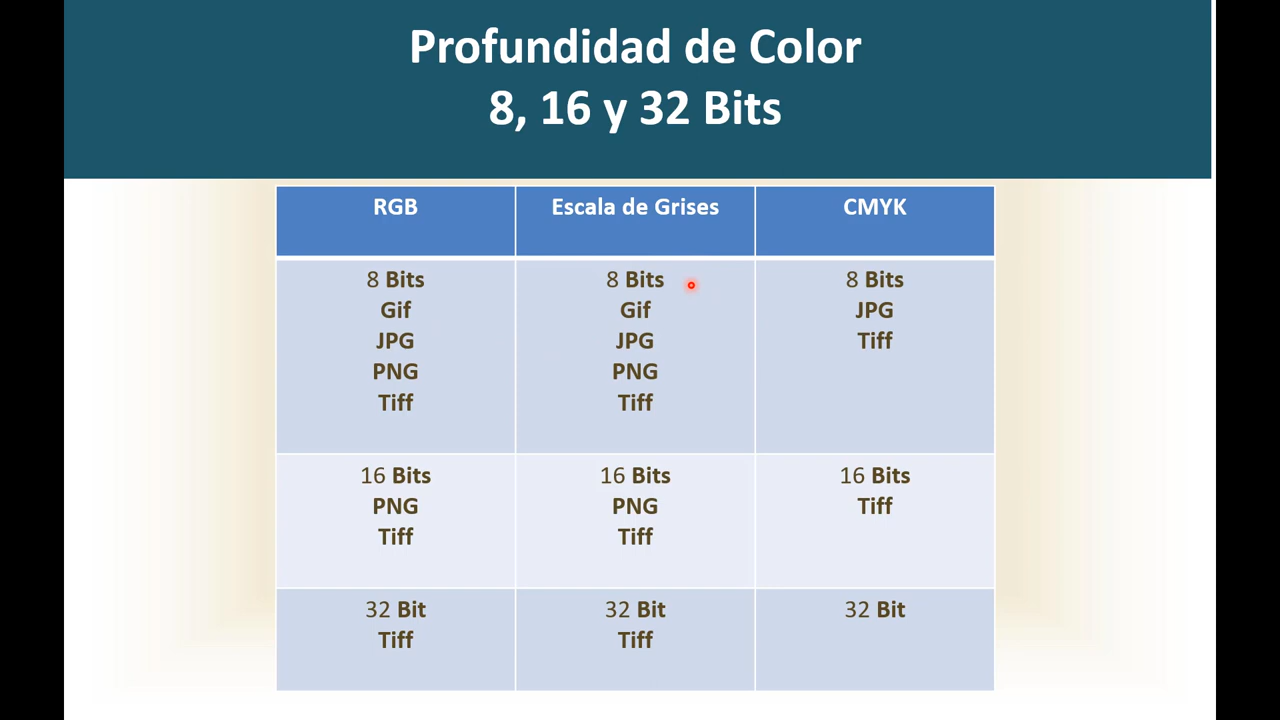 Profundidad de Color
8, 16 y 32 Bits
RGB
Escala de Grises
CMYK
8 Bits
Gif
JPG
PNG
Tiff
8 Bits
Gif
JPG
PNG
Tiff
8 Bits
JPG
Tiff
16 Bits
PNG
Tiff
16 Bits
PNG
Tiff
16 Bits
Tiff
32 Bit
Tiff
32 Bit
Tiff
32 Bit